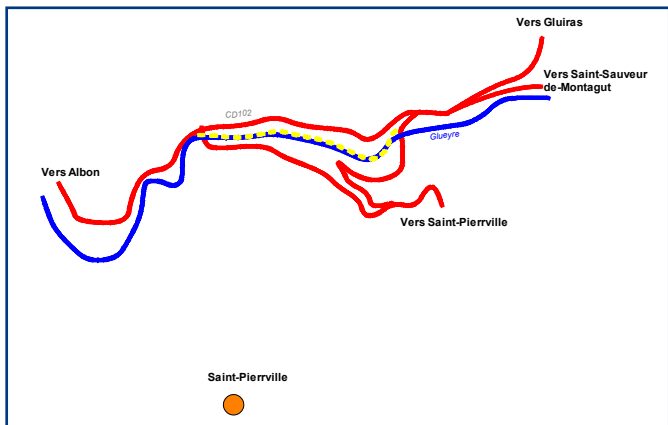 Vers Gluiras
Vers Saint-Sauveur
de-Montagut
CD102
Glueyre
Vers Albon
Vers Saint-Pierrville
Saint-Pierrville